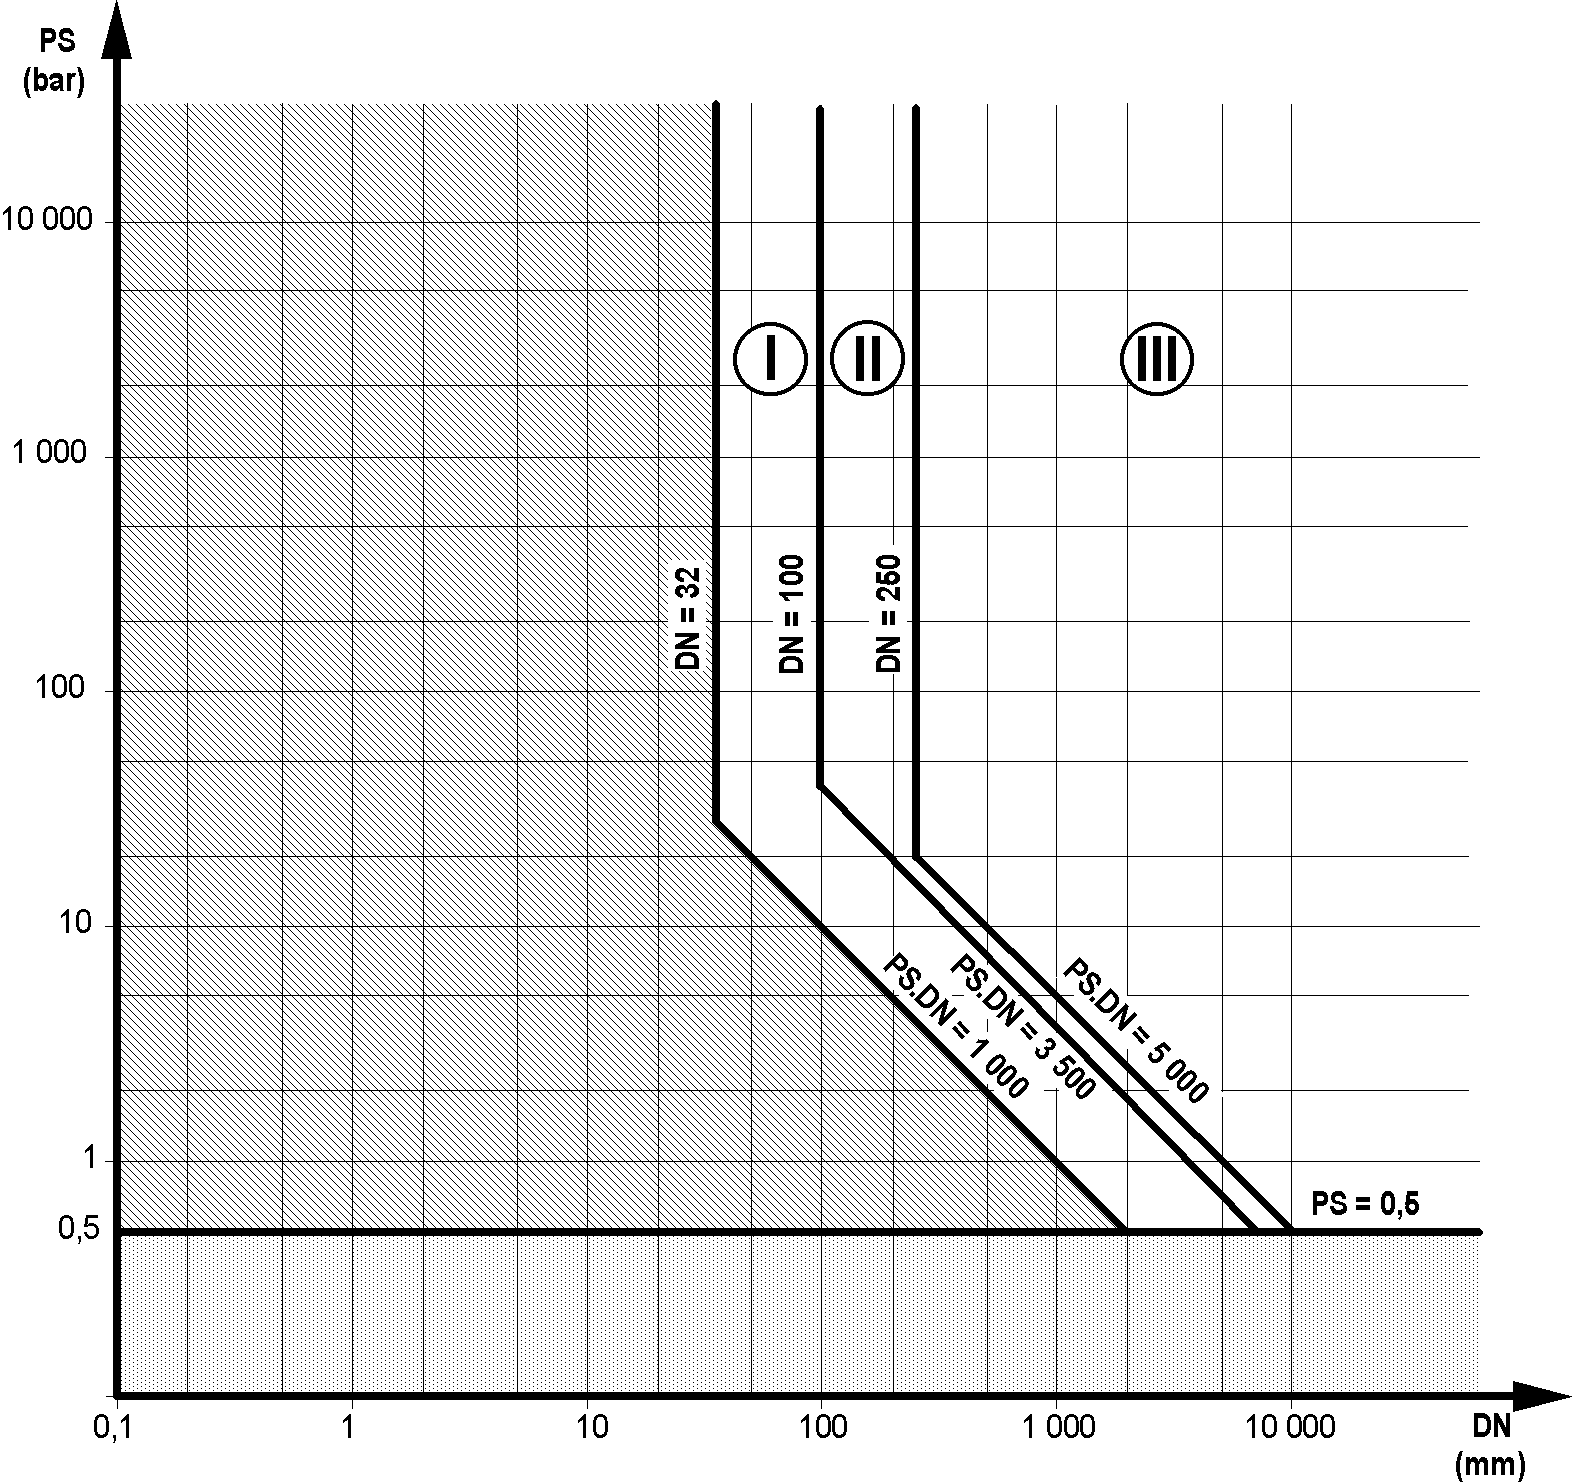 PS
(bar)
10 000
1 000
100
10
1
0,5
I
II
III
DN = 32
DN = 100
DN = 250
PS.DN = 1 000
PS.DN = 3 500
PS.DN = 5 000
PS = 0,5
0,1
1
10
100
1 000
10 000
DN
(mm)